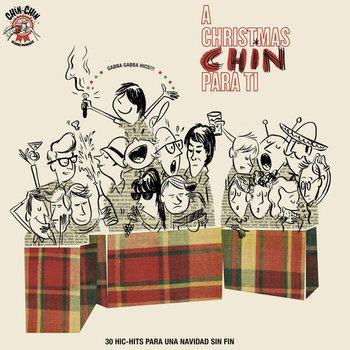 CHIN-CHIN
A
CHRISTMAS
CHIN
PARA TI
GABBA GABBA HICS!!!
30 HIC-HITS PARA UNA NAVIDAD SIN FIN